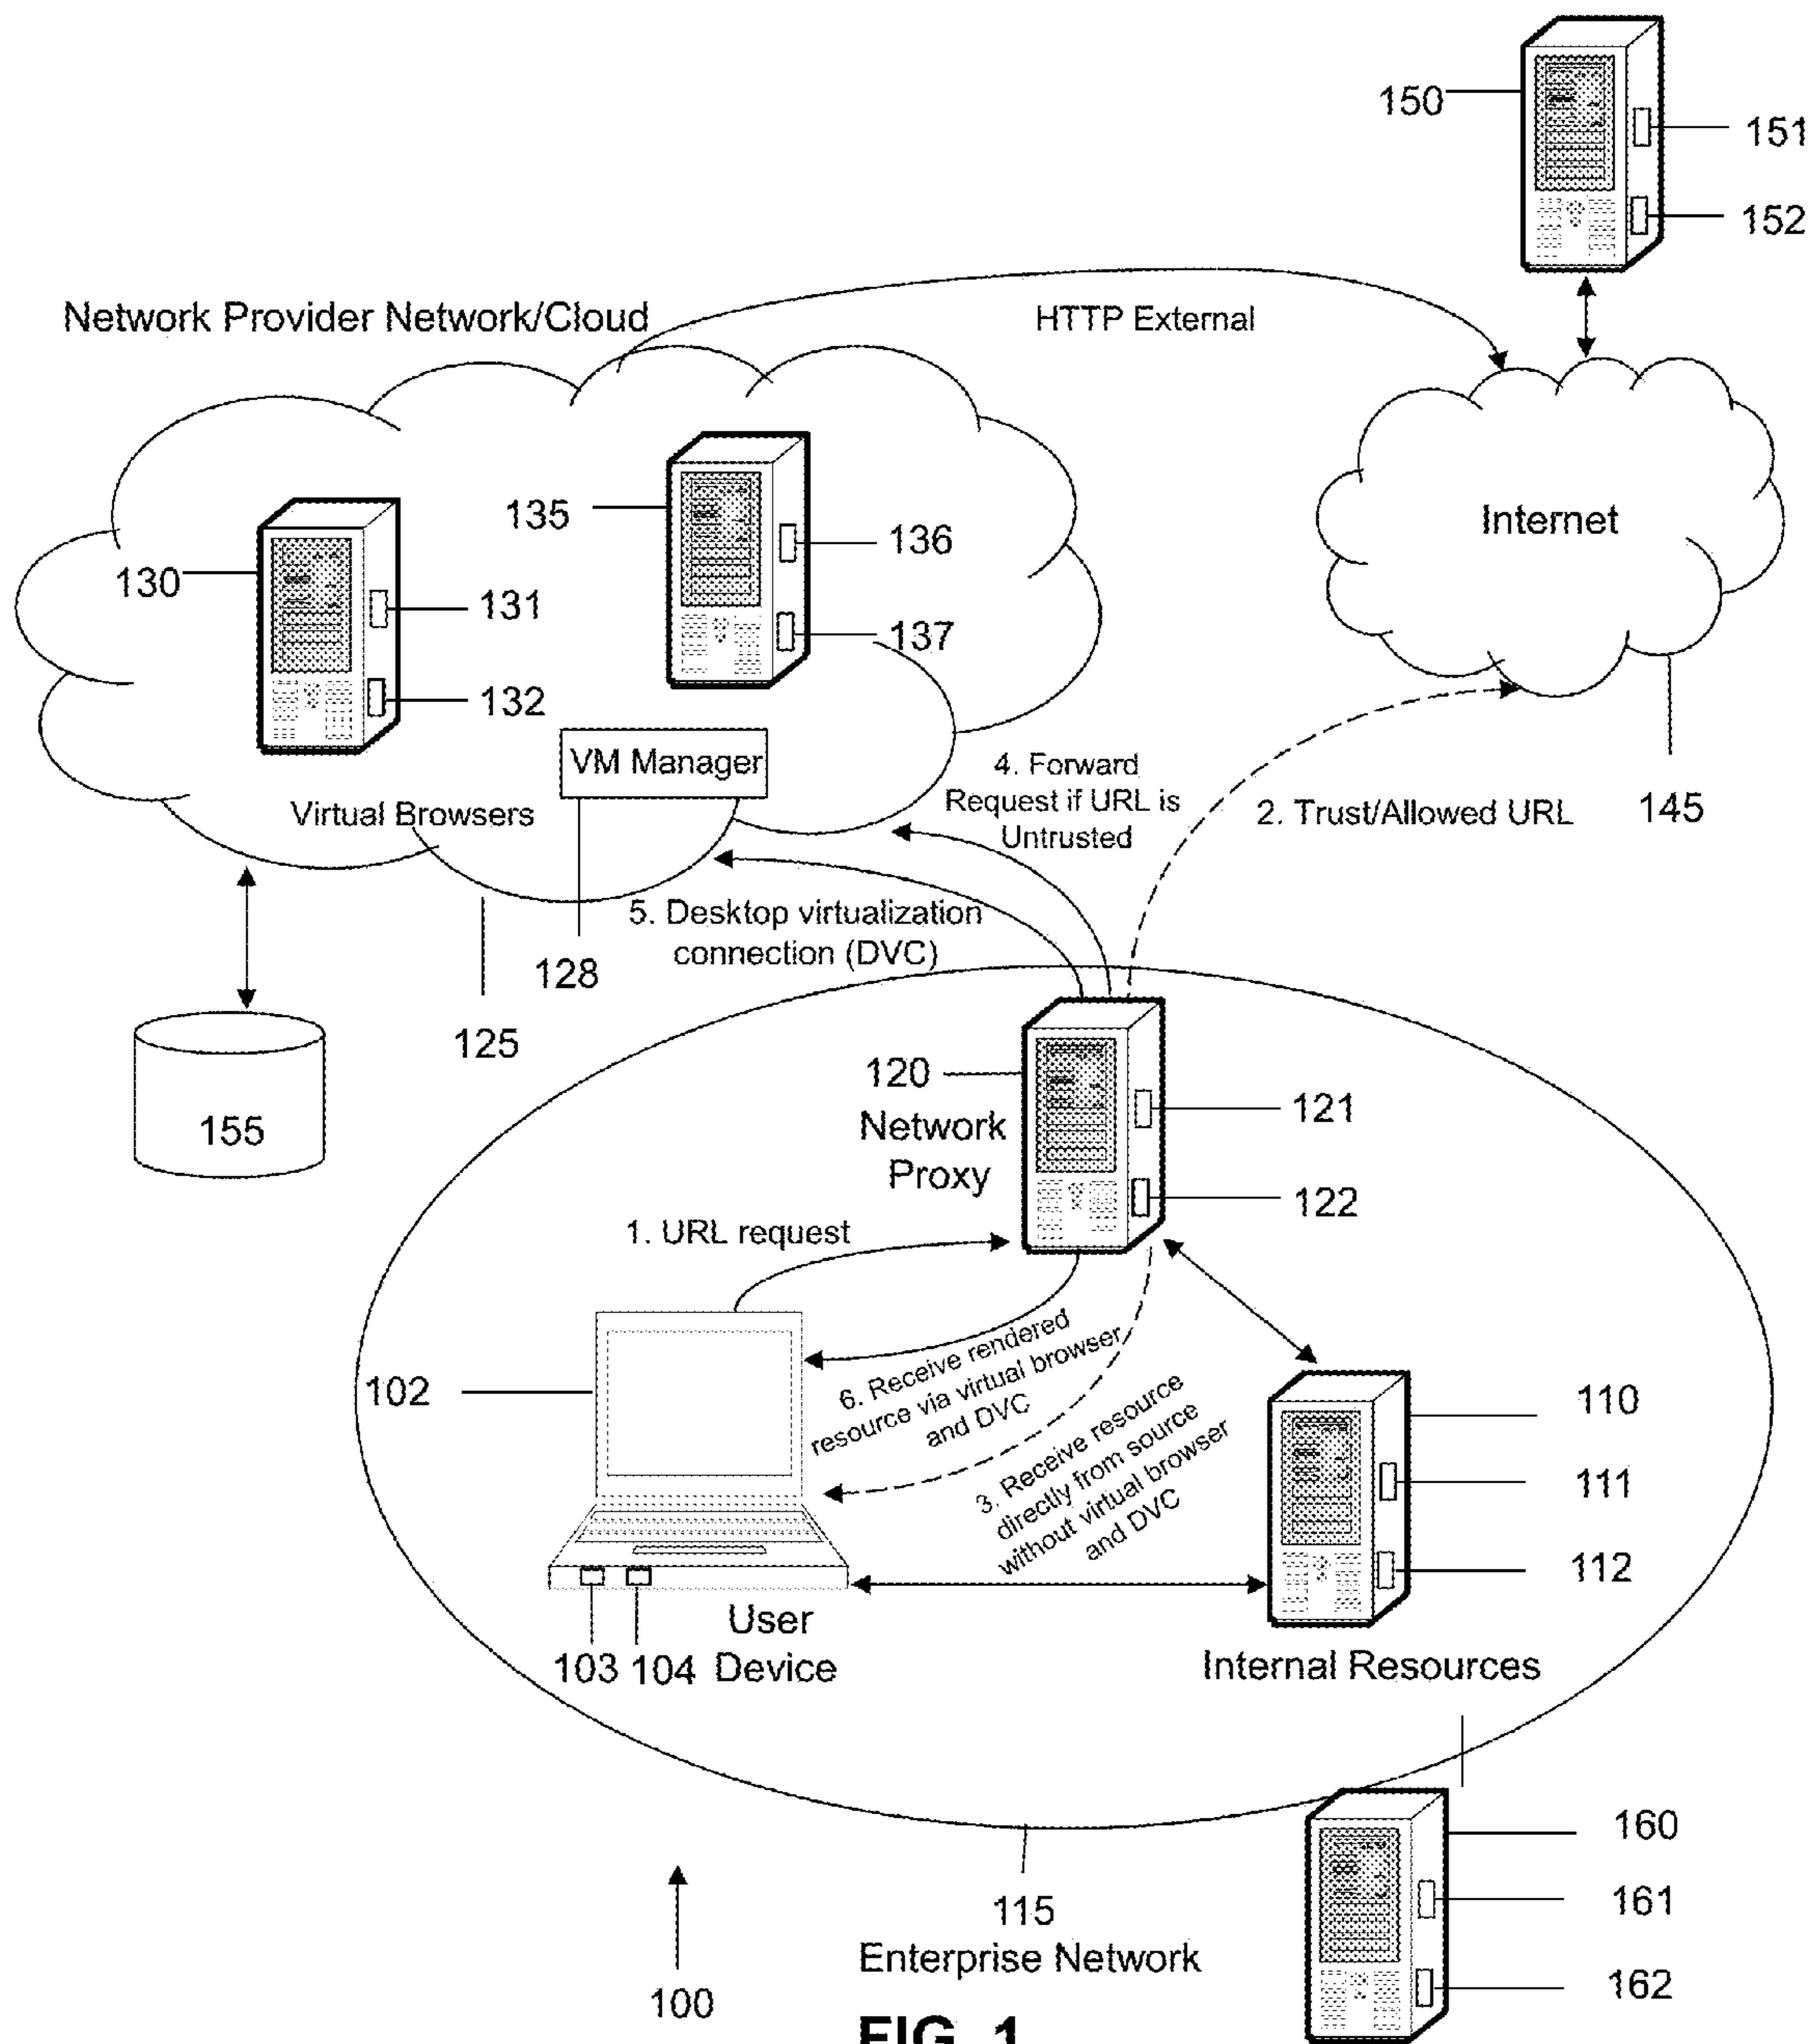 150
151
152
Network Provider Network/Cloud
HTTP External
135
136
Internet
130
131
137
132
VM Manager
Virtual Browsers
4. Forward
Request if URL is
Untrusted
2. Trust/Allowed URL
145
5. Desktop virtualization
connection (DVC)
128
125
155
120
Network
Proxy
121
122
1. URL request
6. Receive rendered
resource via virtual browser
and DVC
3. Receive resource
directly from source
without virtual browser
and DVC
102
110
111
112
User
Device
103
104
Internal Resources
115
Enterprise Network
160
161
162
100
FIG. 1